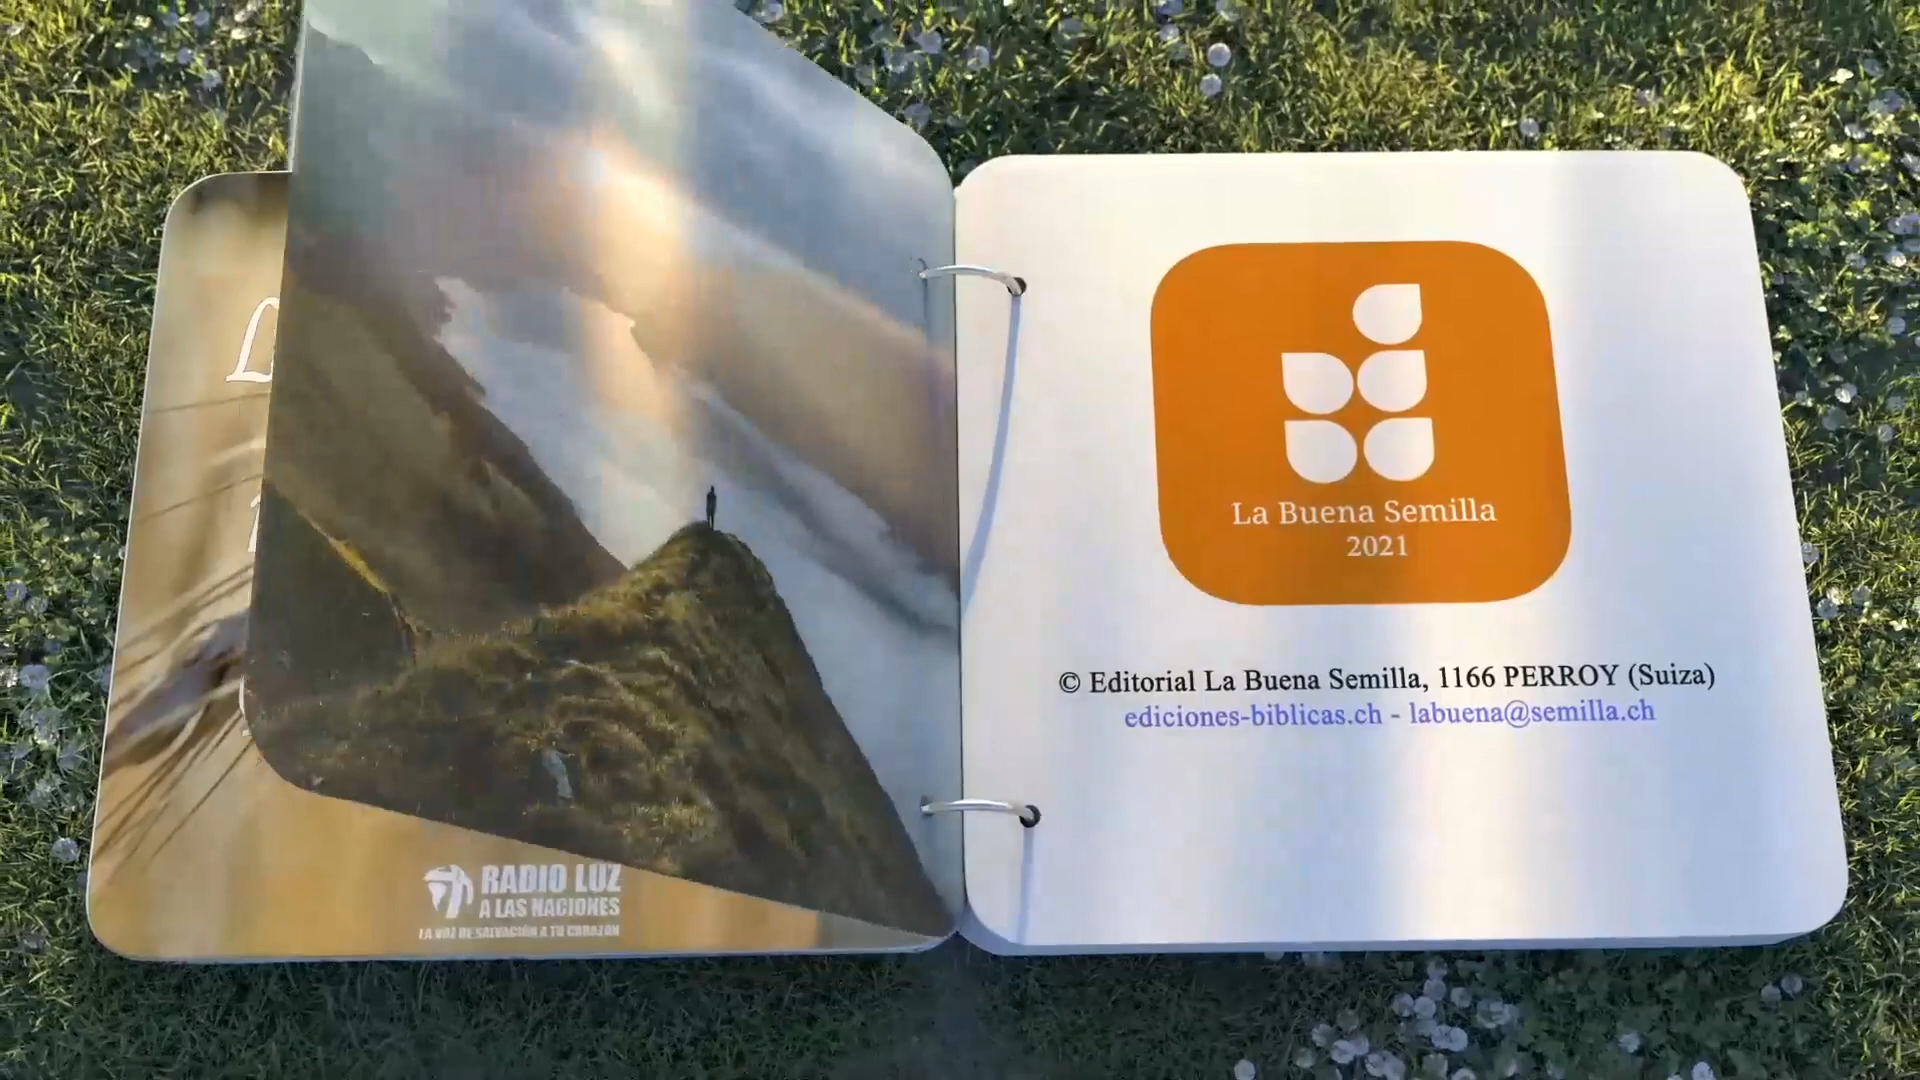 RADIO LUZ
A LAS NACIONES
LA VOZ DE SALVACIÓN A TU CORAZÓN
La Buena Semilla
2021
© Editorial La Buena Semilla, 1166 PERROY (Suiza)
ediciones-biblicas.ch - labuena@semilla.ch